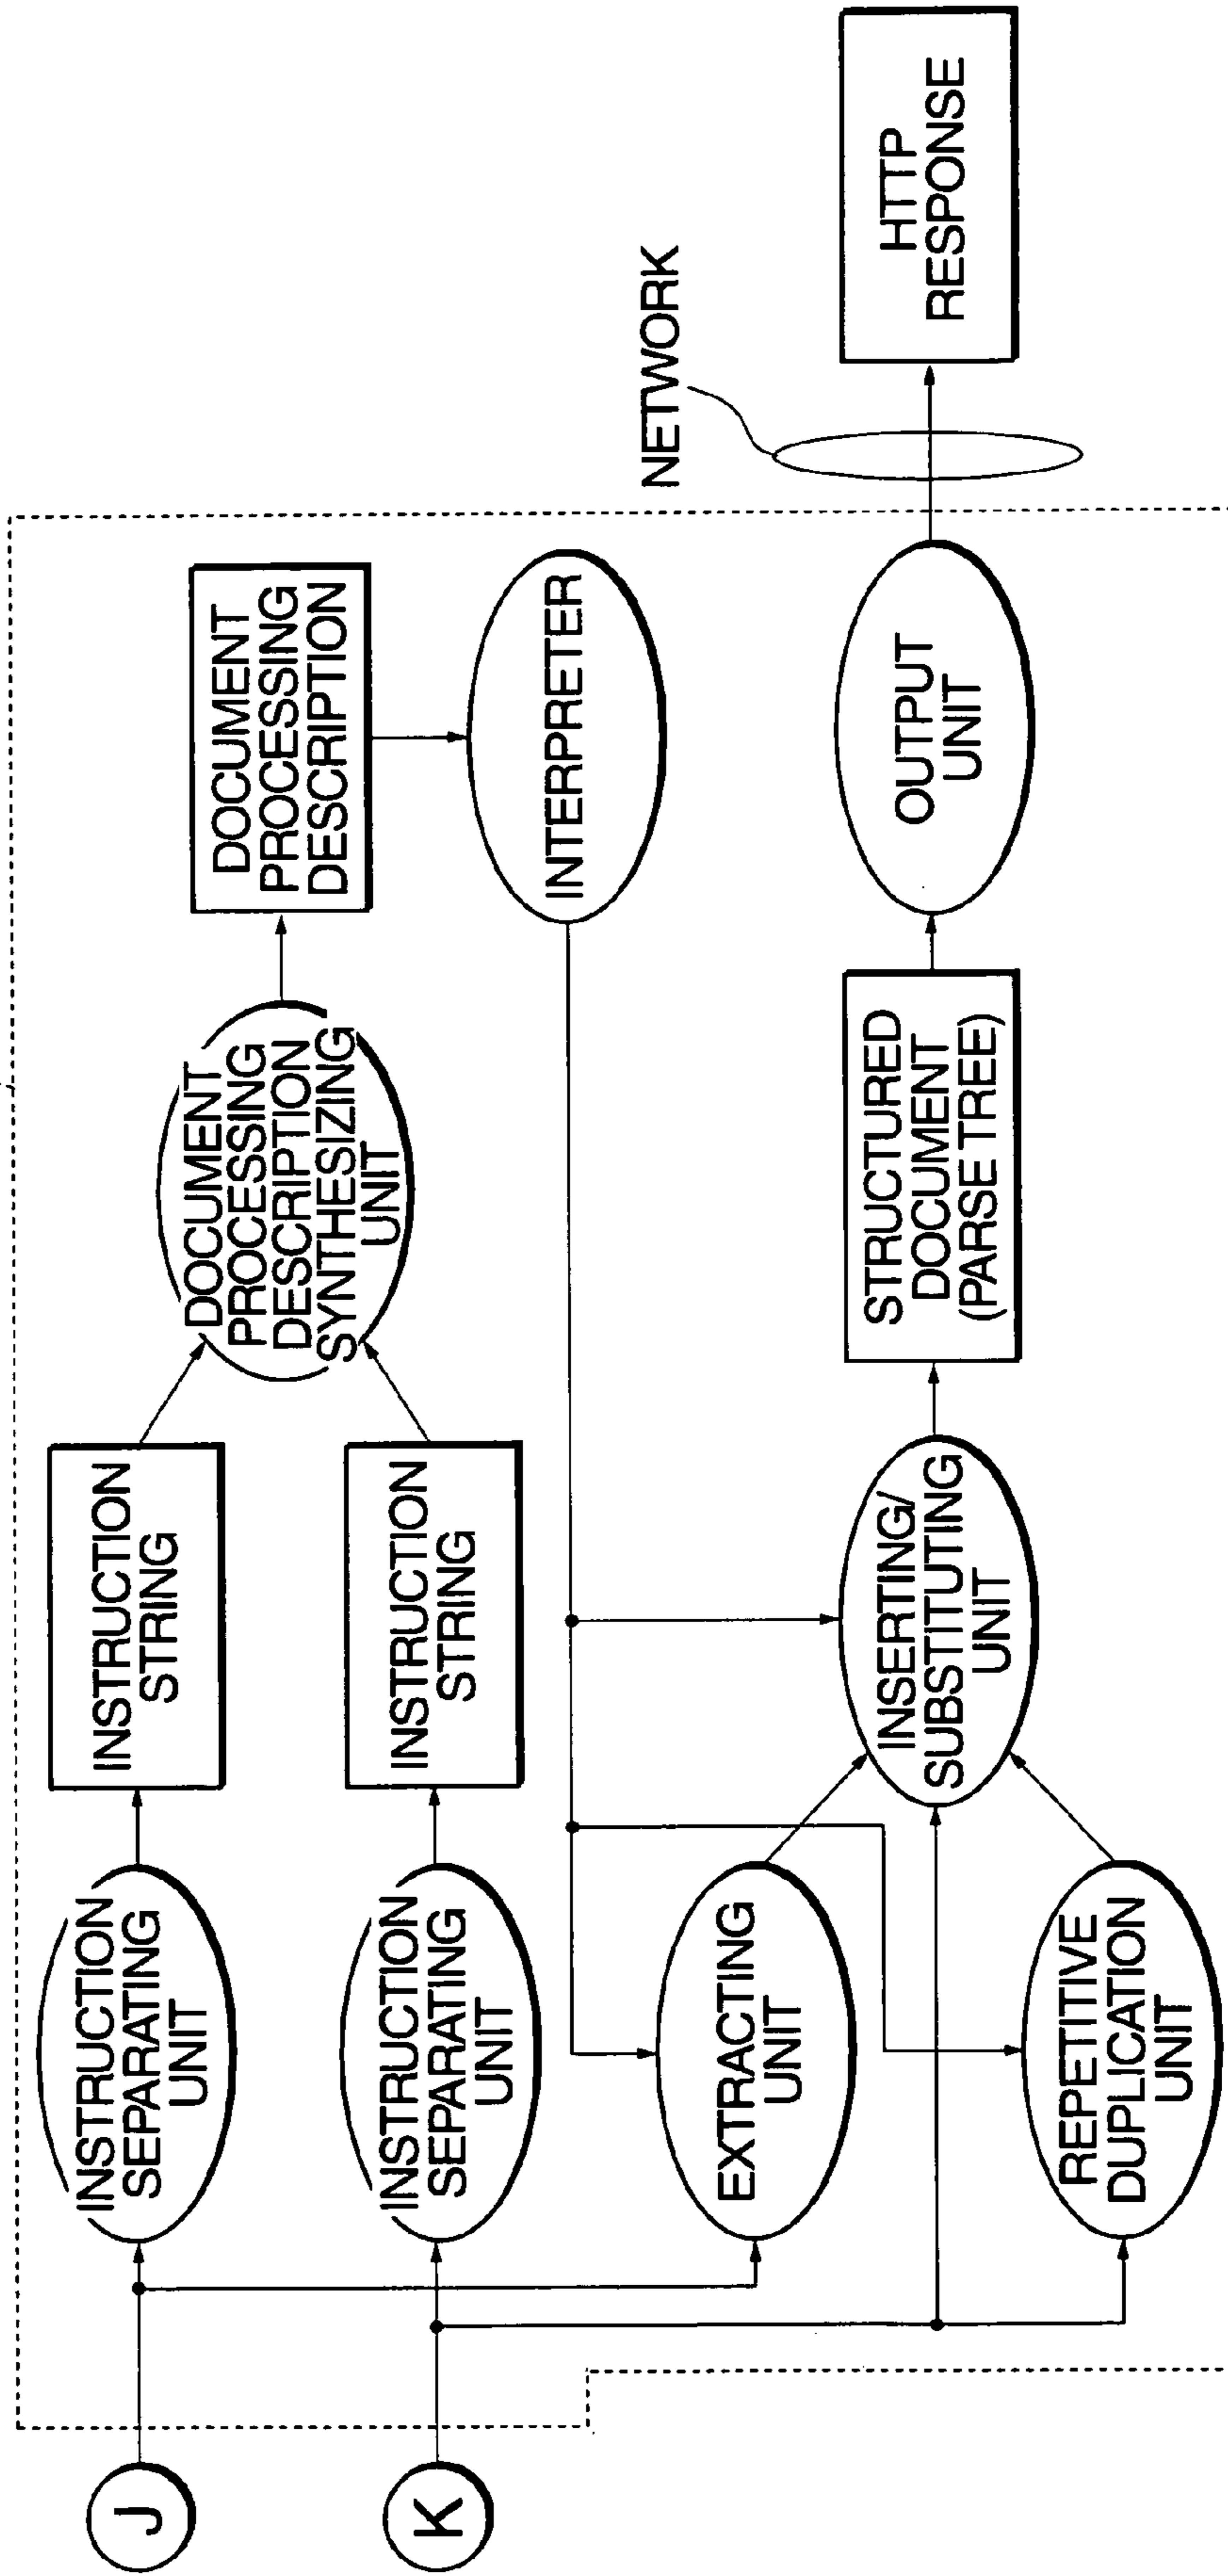 J
INSTRUCTION
SEPARATING
UNIT
INSTRUCTION
STRING
DOCUMENT
PROCESSING
DESCRIPTION
SYNTHESIZING
UNIT
DOCUMENT
PROCESSING
DESCRIPTION
K
INSTRUCTION
SEPARATING
UNIT
INSTRUCTION
STRING
INTERPRETER
EXTRACTING
UNIT
INSERTING/
SUBSTITUTING
UNIT
STRUCTURED
DOCUMENT
(PARSE TREE)
OUTPUT
UNIT
NETWORK
HTTP
RESPONSE
REPETITIVE
DUPLICATION
UNIT